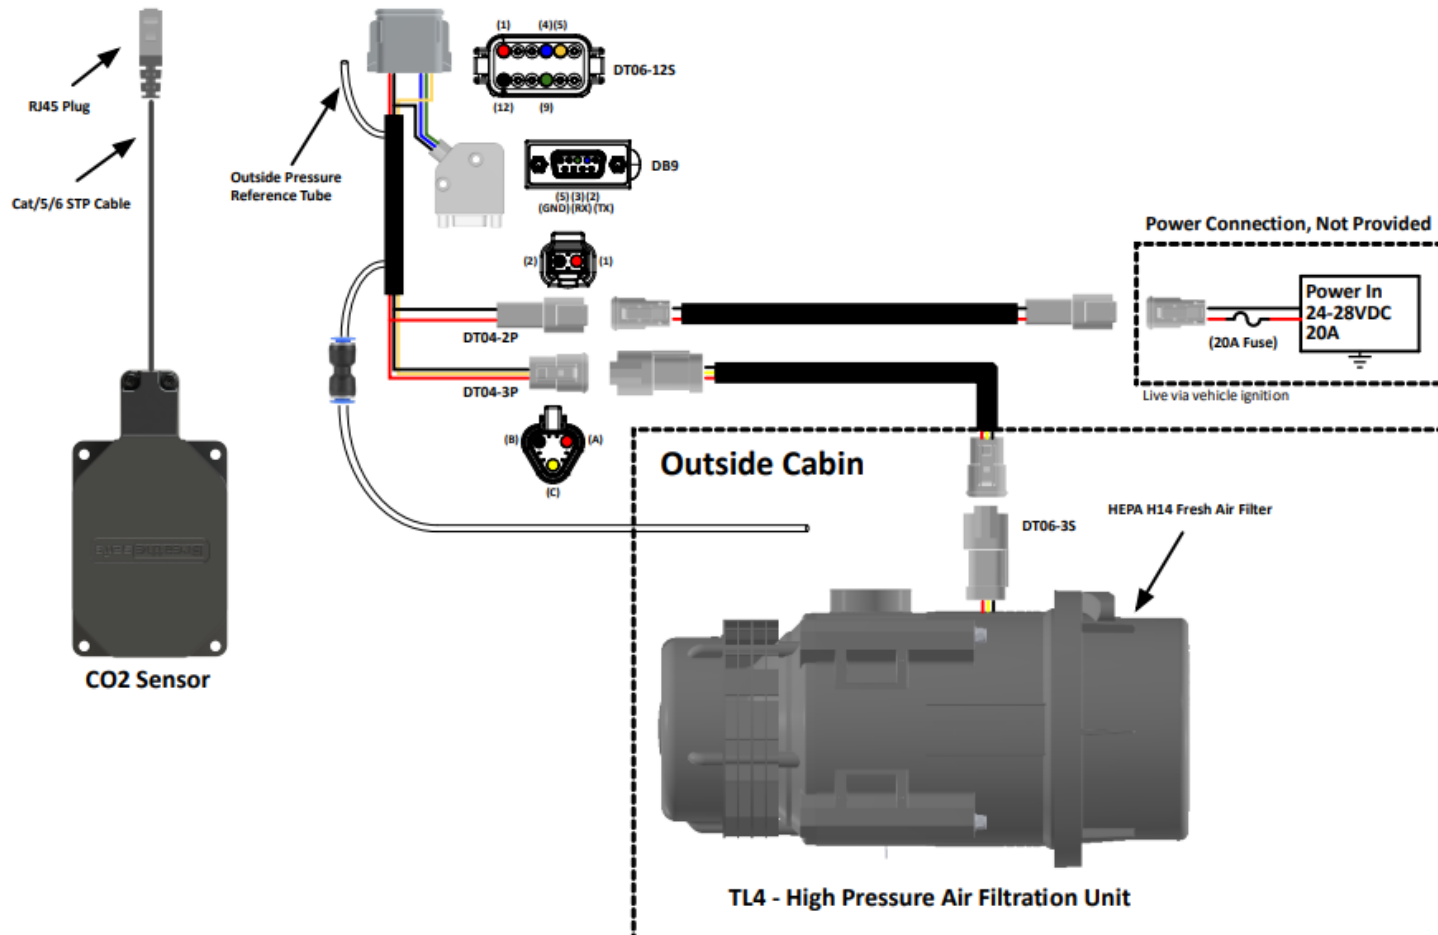 RJ45 Plug
Cat/5/6 STP Cable
CO2 Sensor
Outside Pressure
Reference Tube
(1) (4) (5)
DT06-12S
(12) (9)
DB9
(5) (3) (2)
(GND) (RX) (TX)
(2) (1)
DT04-2P
DT04-3P
(B) (A)
(C)
Power Connection, Not Provided
Power In
24-28VDC
20A
(20A Fuse)
Live via vehicle ignition
Outside Cabin
DT06-3S
HEPA H14 Fresh Air Filter
TL4 - High Pressure Air Filtration Unit